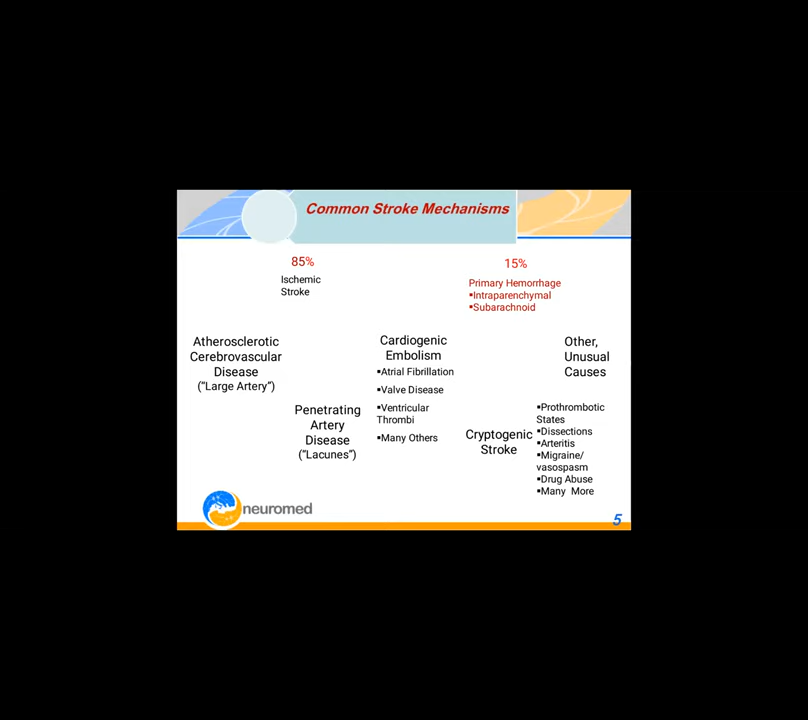 Common Stroke Mechanisms
85%
Ischemic
Stroke
15%
Primary Hemorrhage
▪Intraparenchymal
▪Subarachnoid
Atherosclerotic
Cerebrovascular
Disease
(“Large Artery”)
Penetrating
Artery
Disease
(“Lacunes”)
Cardiogenic
Embolism
▪Atrial Fibrillation
▪Valve Disease
▪Ventricular
Thrombi
▪Many Others
Cryptogenic
Stroke
Other,
Unusual
Causes
▪Prothrombotic
States
▪Dissections
▪Arteritis
▪Migraine/
vasospasm
▪Drug Abuse
▪Many More
neuromed
5